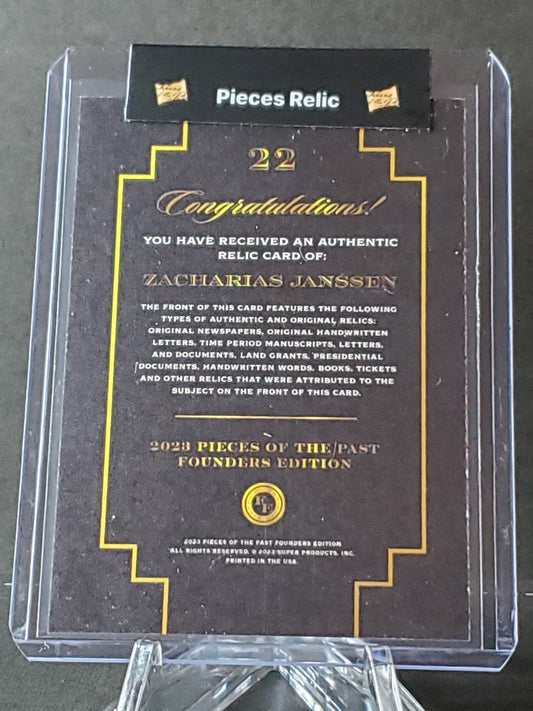 Pieces Relic
22
Congratulations!
YOU HAVE RECEIVED AN AUTHENTIC
RELIC CARD OF:
ZACHARIAS JANSSEN
THE FRONT OF THIS CARD FEATURES THE FOLLOWING
TYPES OF AUTHENTIC AND ORIGINAL RELICS:
ORIGINAL NEWSPAPERS, ORIGINAL HANDWRITTEN
LETTERS, TIME PERIOD MANUSCRIPTS, LETTERS,
AND DOCUMENTS, LAND GRANTS, PRESIDENTIAL
DOCUMENTS, HANDWRITTEN WORDS, BOOKS, TICKETS
AND OTHER RELICS THAT WERE ATTRIBUTED TO THE
SUBJECT ON THE FRONT OF THIS CARD.
2023 PIECES OF THE PAST
FOUNDERS EDITION
FE
2023 PIECES OF THE PAST FOUNDERS EDITION
ALL RIGHTS RESERVED. © 2023 SUPER PRODUCTS, INC.
PRINTED IN THE USA.